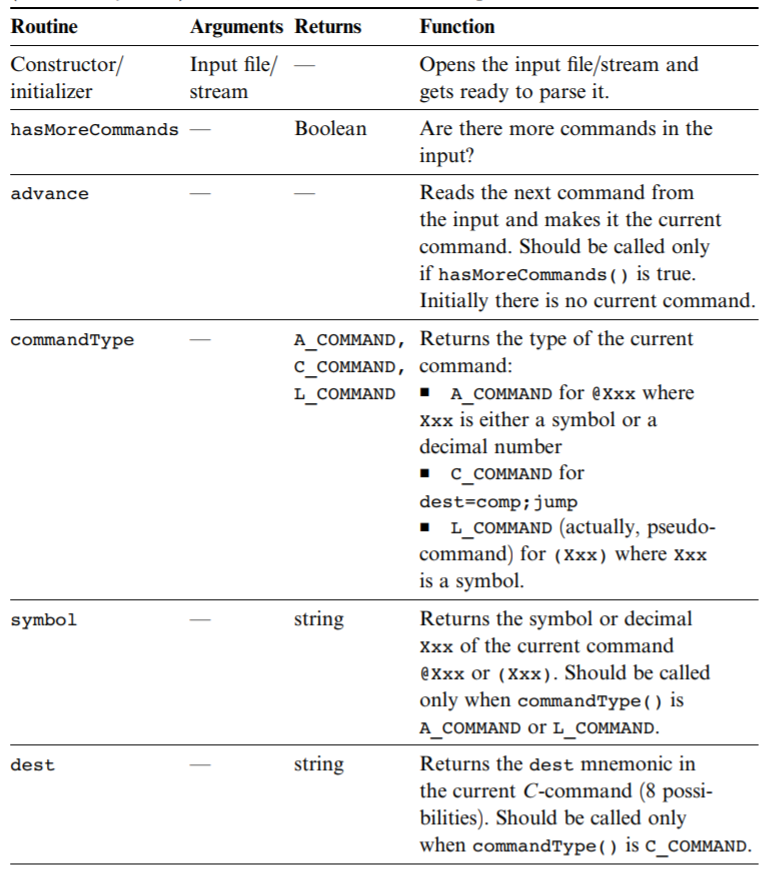 Routine Arguments Returns Function
Constructor/ Input file/ — Opens the input file/stream and
initializer stream gets ready to parse it.
hasMoreCommands — Boolean Are there more commands in the
input?
advance — — Reads the next command from
the input and makes it the current
command. Should be called only
if hasMoreCommands() is true.
Initially there is no current command.
commandType — A_COMMAND, Returns the type of the current
C_COMMAND, command:
L_COMMAND ■ A_COMMAND for @Xxx where
Xxx is either a symbol or a
decimal number
■ C_COMMAND for
dest=comp;jump
■ L_COMMAND (actually, pseudo-
command) for (Xxx) where Xxx
is a symbol.
symbol — string Returns the symbol or decimal
Xxx of the current command
@Xxx or (Xxx). Should be called
only when commandType() is
A_COMMAND or L_COMMAND.
dest — string Returns the dest mnemonic in
the current C-command (8 possi-
bilities). Should be called only
when commandType() is C_COMMAND.